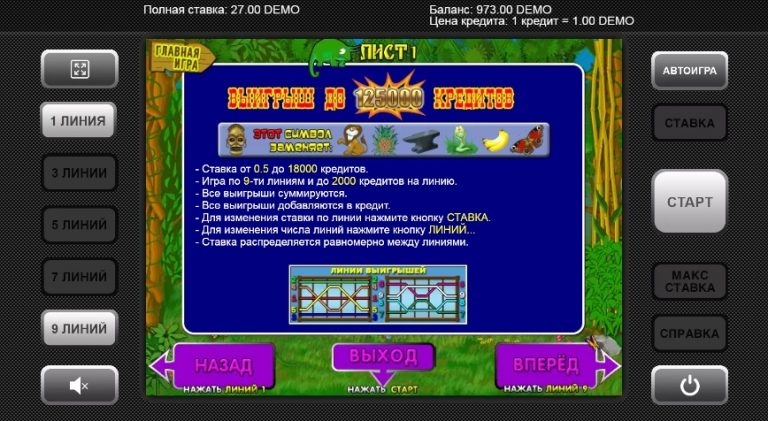 Полная ставка: 27.00 DEMO
Баланс: 973.00 DEMO
Цена кредита: 1 кредит = 1.00 DEMO
ГЛАВНАЯ
ИГРА
ЛИСТ 1
ВЫИГРЫШ ДО 125000 КРЕДИТОВ
ЭТОТ СИМВОЛ
ЗАМЕНЯЕТ:
- Ставка от 0.5 до 18000 кредитов.
- Игра по 9-ти линиям и до 2000 кредитов на линию.
- Все выигрыши суммируются.
- Все выигрыши добавляются в кредит.
- Для изменения ставки по линии нажмите кнопку СТАВКА.
- Для изменения числа линий нажмите кнопку ЛИНИЙ...
- Ставка распределяется равномерно между линиями.
ЛИНИИ ВЫИГРЫШЕЙ
НАЗАД
НАЖАТЬ ЛИНИЙ 1
ВЫХОД
НАЖАТЬ СТАРТ
ВПЕРЁД
НАЖАТЬ ЛИНИЙ 9
1 ЛИНИЯ
3 ЛИНИИ
5 ЛИНИЙ
7 ЛИНИЙ
9 ЛИНИЙ
АВТОИГРА
СТАВКА
СТАРТ
МАКС
СТАВКА
СПРАВКА